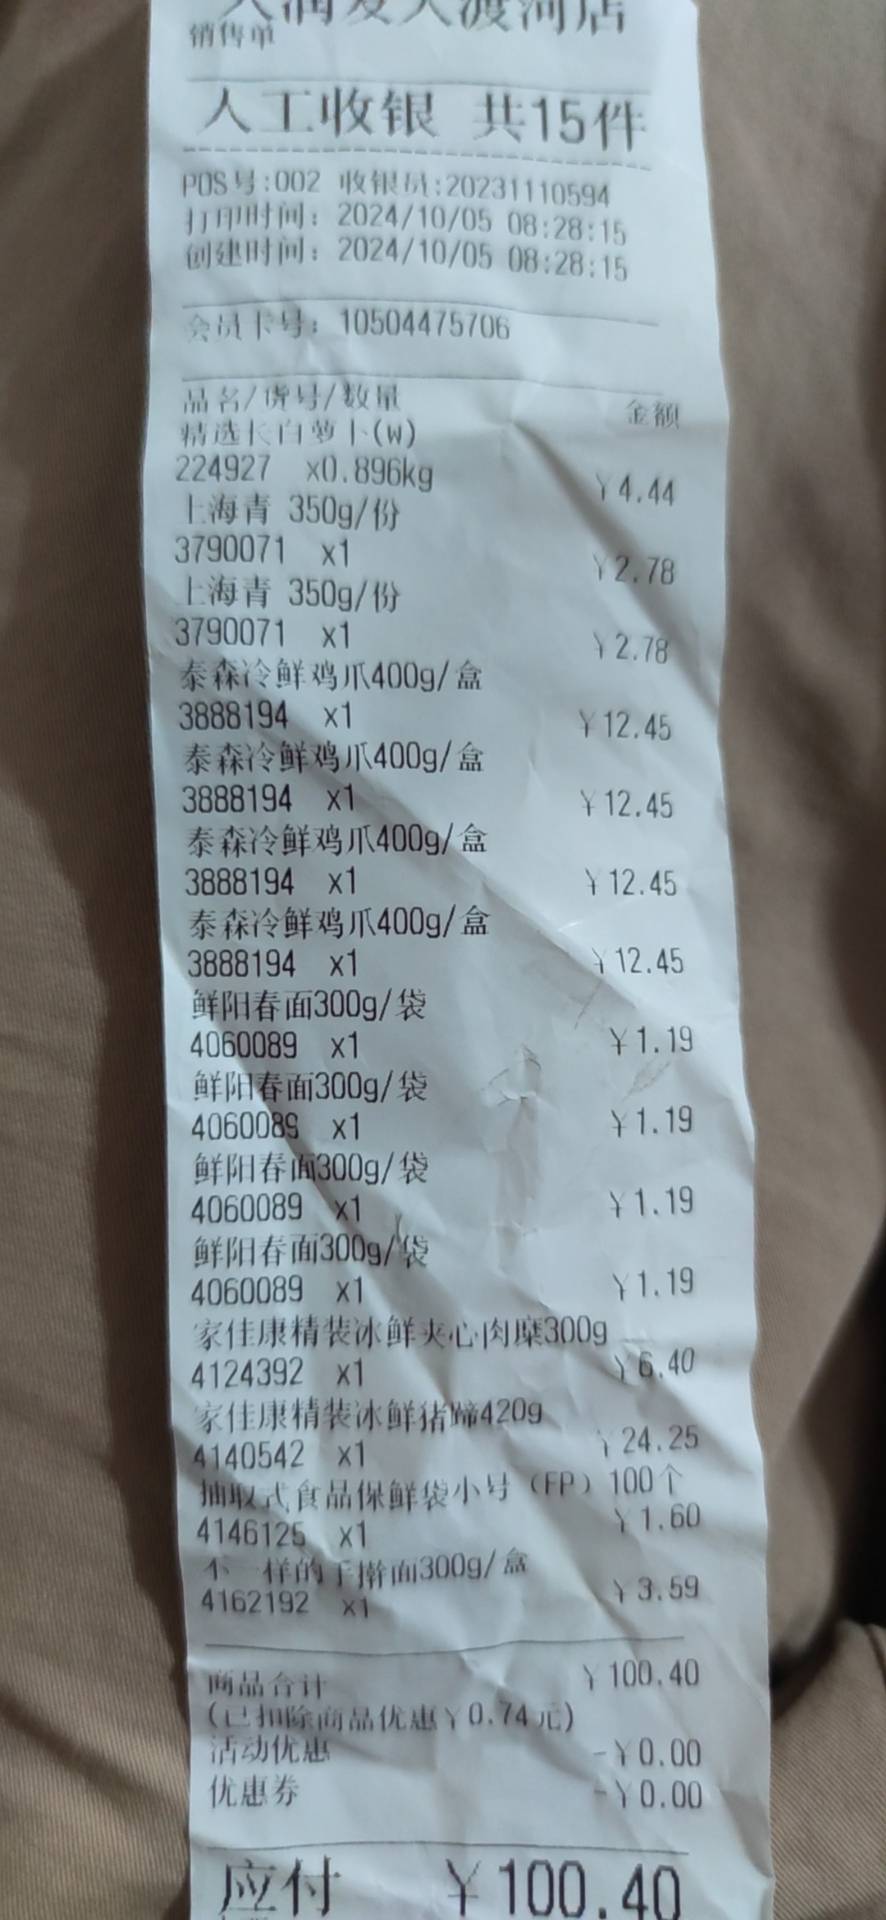 大润发大渡河店
销售单
人工收银 共15件
POS号:002 收银员:20231110594
打印时间: 2024/10/05 08:28:15
创建时间: 2024/10/05 08:28:15
会员卡号: 10504475706
品名/货号/数量 金额
精选长白萝卜(W)
224927 x0.896kg ¥4.44
上海青 350g/份
3790071 x1 ¥2.78
上海青 350g/份
3790071 x1 ¥2.78
泰森冷鲜鸡爪400g/盒
3888194 x1 ¥12.45
泰森冷鲜鸡爪400g/盒
3888194 x1 ¥12.45
泰森冷鲜鸡爪400g/盒
3888194 x1 ¥12.45
泰森冷鲜鸡爪400g/盒
3888194 x1 ¥12.45
鲜阳春面300g/袋
4060089 x1 ¥1.19
鲜阳春面300g/袋
4060089 x1 ¥1.19
鲜阳春面300g/袋
4060089 x1 ¥1.19
鲜阳春面300g/袋
4060089 x1 ¥1.19
家佳康精装冰鲜夹心肉糜300g
4124392 x1 ¥6.40
家佳康精装冰鲜猪蹄420g
4140542 x1 ¥24.25
抽取式食品保鲜袋小号（FP）100个
4146125 x1 ¥1.60
不一样的手擀面300g/盒
4162192 x1 ¥3.59
商品合计 ¥100.40
(已扣除商品优惠¥0.74元)
活动优惠 -¥0.00
优惠券 -¥0.00
应付 ¥100.40